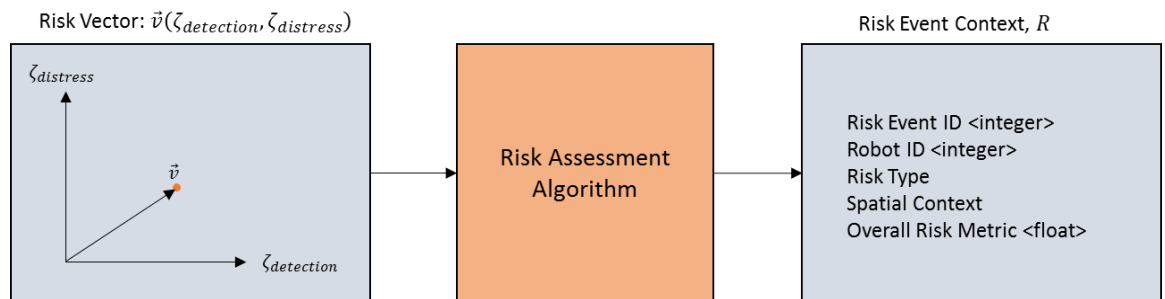 Risk Vector: v⃗(ζdetection, ζdistress)
ζdistress
v⃗
ζdetection
Risk Assessment
Algorithm
Risk Event Context, R
Risk Event ID <integer>
Robot ID <integer>
Risk Type
Spatial Context
Overall Risk Metric <float>